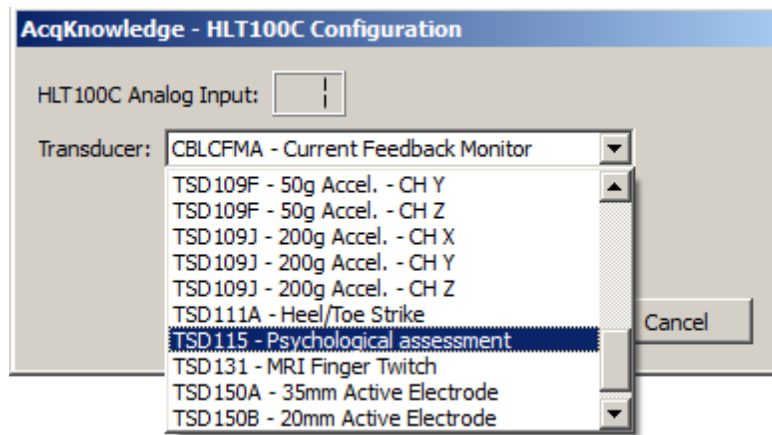 AcqKnowledge - HLT100C Configuration
HLT100C Analog Input: 1
Transducer: CBLCFMA - Current Feedback Monitor
TSD109F - 50g Accel. - CH Y
TSD109F - 50g Accel. - CH Z
TSD109J - 200g Accel. - CH X
TSD109J - 200g Accel. - CH Y
TSD109J - 200g Accel. - CH Z
TSD111A - Heel/Toe Strike
TSD115 - Psychological assessment
Cancel
TSD131 - MRI Finger Twitch
TSD150A - 35mm Active Electrode
TSD150B - 20mm Active Electrode